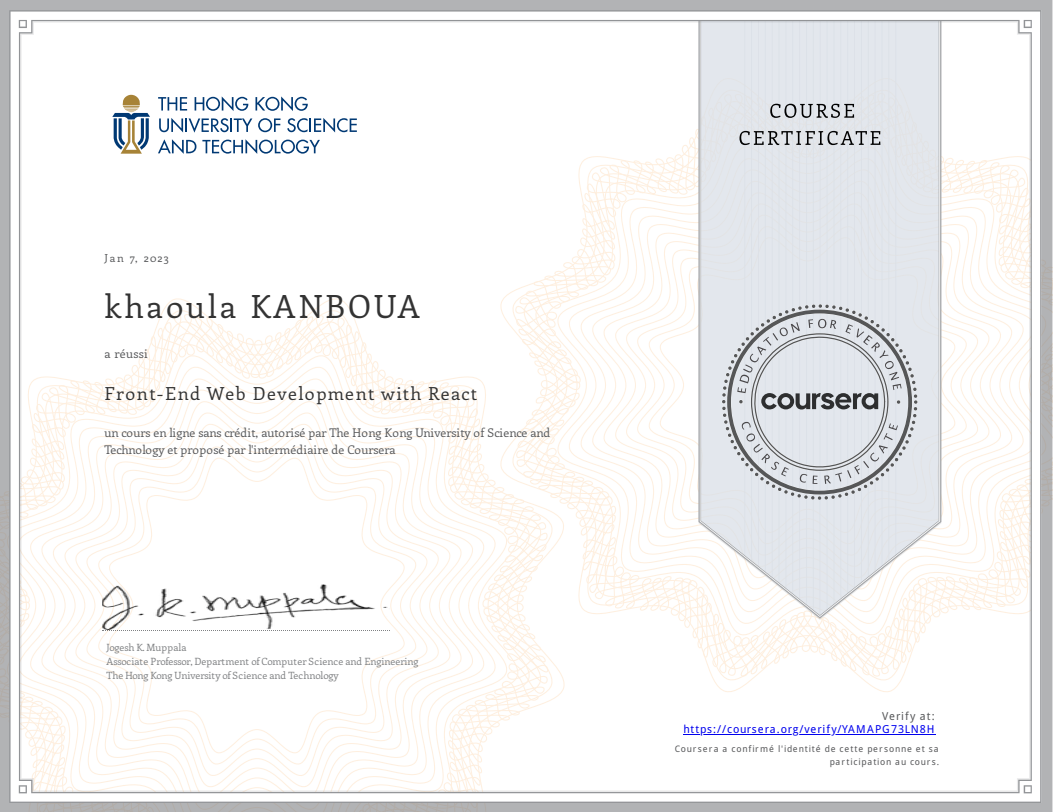 THE HONG KONG
UNIVERSITY OF SCIENCE
AND TECHNOLOGY
COURSE
CERTIFICATE
Jan 7, 2023
khaoula KANBOUA
a réussi
Front-End Web Development with React
un cours en ligne sans crédit, autorisé par The Hong Kong University of Science and
Technology et proposé par l'intermédiaire de Coursera
EDUCATION FOR EVERYONE
coursera
COURSE CERTIFICATE
J. K. Muppala
Jogesh K. Muppala
Associate Professor, Department of Computer Science and Engineering
The Hong Kong University of Science and Technology
Verify at:
https://coursera.org/verify/YAMAPG73LN8H
Coursera a confirmé l'identité de cette personne et sa
participation au cours.